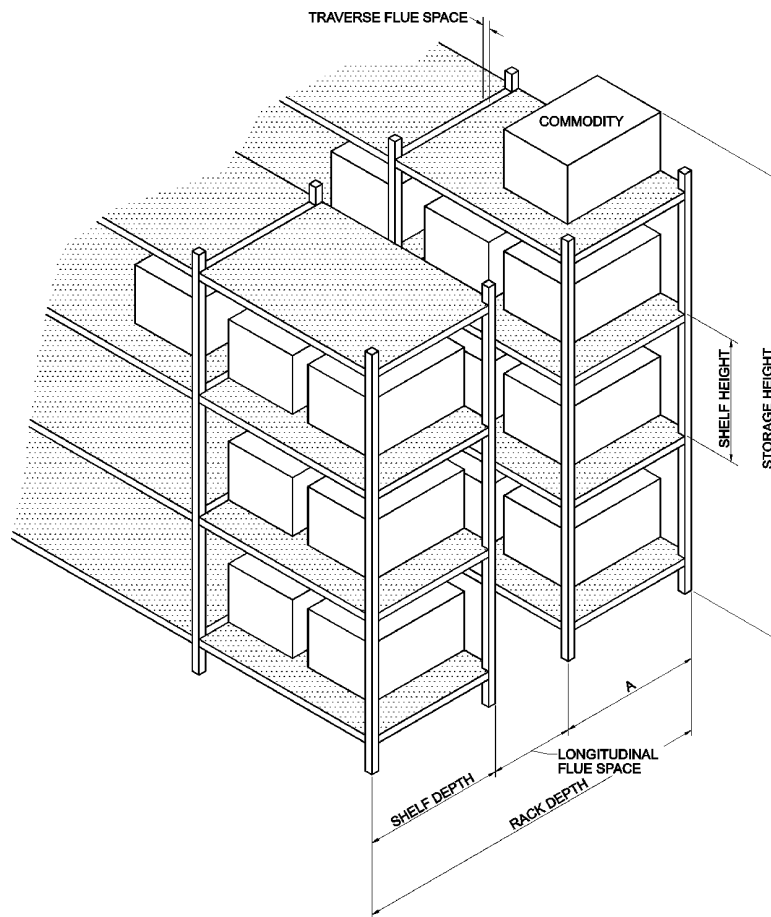 TRAVERSE FLUE SPACE
COMMODITY
SHELF HEIGHT
STORAGE HEIGHT
A
LONGITUDINAL
FLUE SPACE
SHELF DEPTH
RACK DEPTH